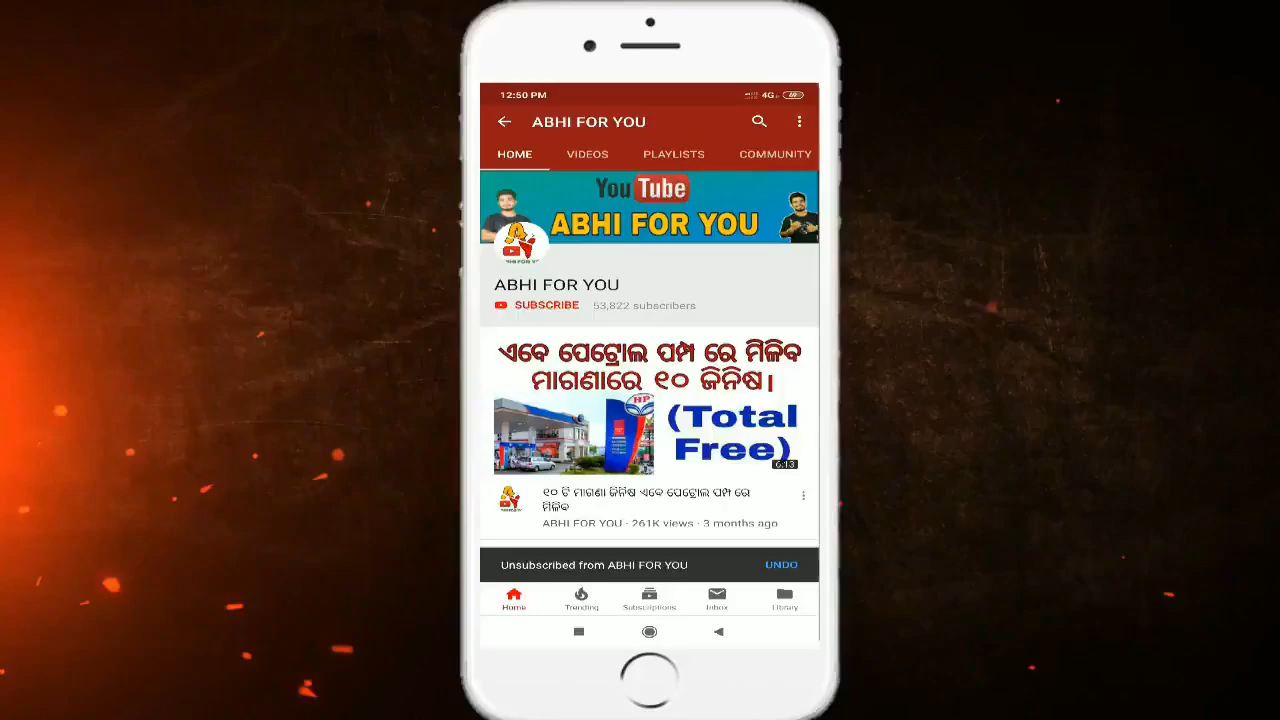 12:50 PM
4G
69
ABHI FOR YOU
HOME VIDEOS PLAYLISTS COMMUNITY
YouTube
ABHI FOR YOU
ABHI FOR YOU
SUBSCRIBE 53,822 subscribers
ଏବେ ପେଟ୍ରୋଲ ପମ୍ପ ରେ ମିଳିବ
ମାଗଣାରେ ୧୦ ଜିନିଷ।
HP
(Total
Free)
6:13
୧୦ ଟି ମାଗଣା ଜିନିଷ ଏବେ ପେଟ୍ରୋଲ ପମ୍ପ ରେ
ମିଳିବ
ABHI FOR YOU · 261K views · 3 months ago
Unsubscribed from ABHI FOR YOU UNDO
Home Trending Subscriptions Inbox Library